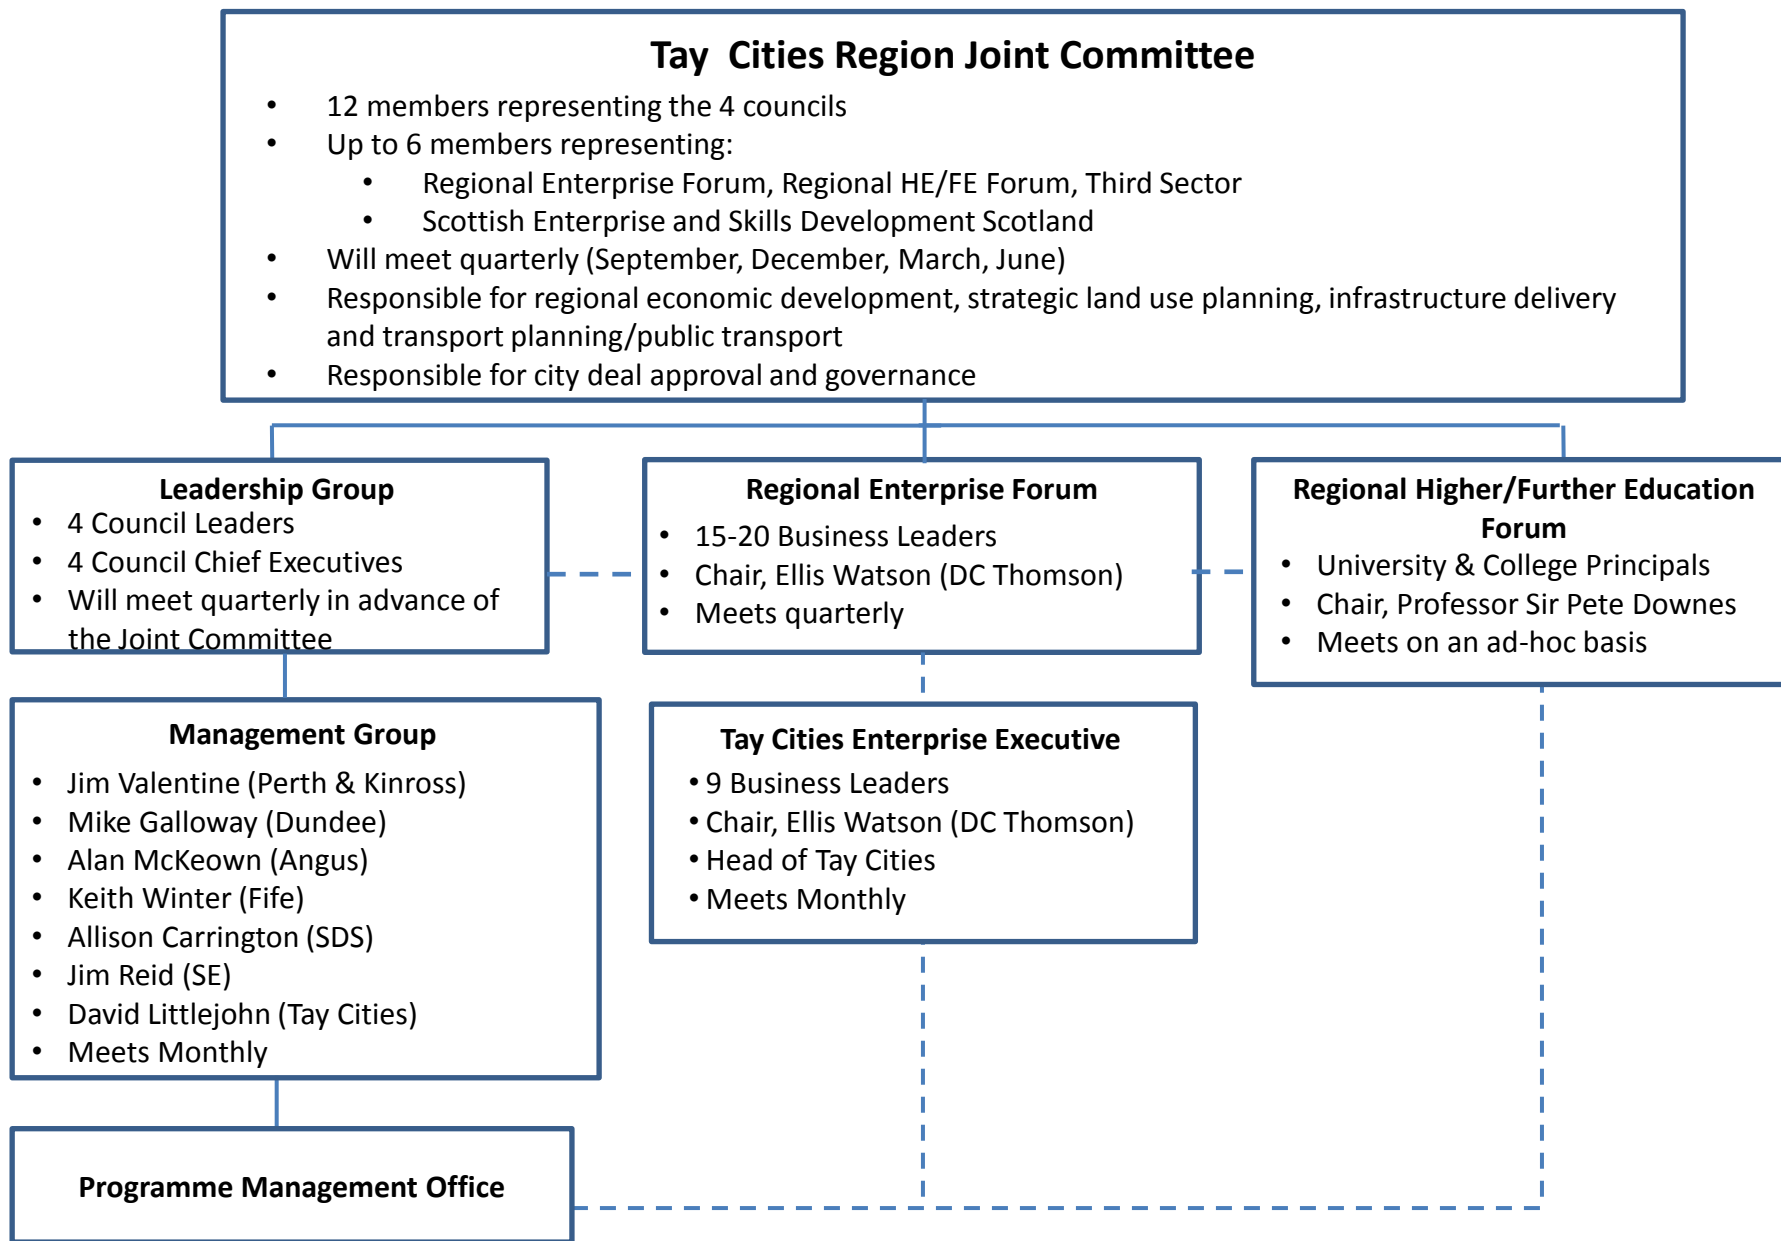 Tay Cities Region Joint Committee
• 12 members representing the 4 councils
• Up to 6 members representing:
• Regional Enterprise Forum, Regional HE/FE Forum, Third Sector
• Scottish Enterprise and Skills Development Scotland
• Will meet quarterly (September, December, March, June)
• Responsible for regional economic development, strategic land use planning, infrastructure delivery
and transport planning/public transport
• Responsible for city deal approval and governance
Leadership Group
• 4 Council Leaders
• 4 Council Chief Executives
• Will meet quarterly in advance of
the Joint Committee
Regional Enterprise Forum
• 15-20 Business Leaders
• Chair, Ellis Watson (DC Thomson)
• Meets quarterly
Regional Higher/Further Education
Forum
• University & College Principals
• Chair, Professor Sir Pete Downes
• Meets on an ad-hoc basis
Management Group
• Jim Valentine (Perth & Kinross)
• Mike Galloway (Dundee)
• Alan McKeown (Angus)
• Keith Winter (Fife)
• Allison Carrington (SDS)
• Jim Reid (SE)
• David Littlejohn (Tay Cities)
• Meets Monthly
Tay Cities Enterprise Executive
• 9 Business Leaders
• Chair, Ellis Watson (DC Thomson)
• Head of Tay Cities
• Meets Monthly
Programme Management Office